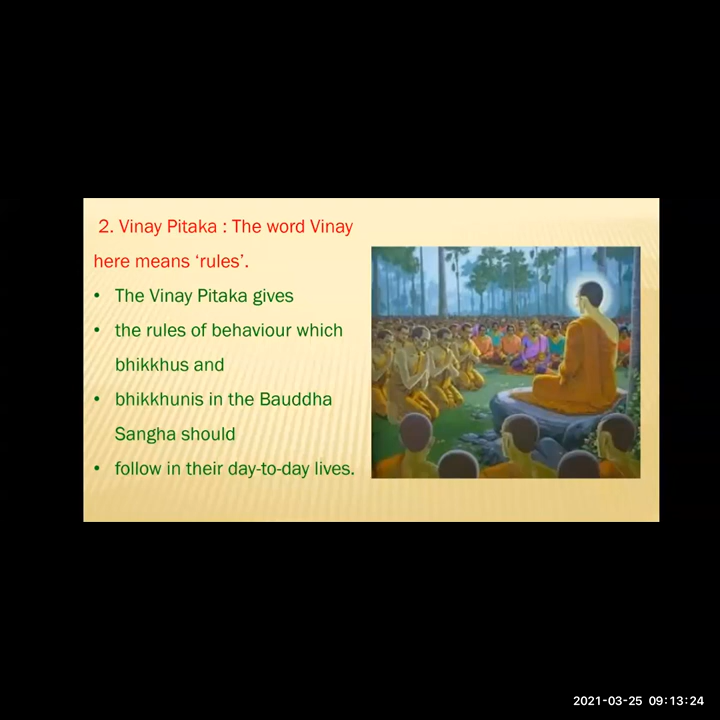 2. Vinay Pitaka : The word Vinay
here means ‘rules’.
• The Vinay Pitaka gives
• the rules of behaviour which
bhikkhus and
• bhikkhunis in the Bauddha
Sangha should
• follow in their day-to-day lives.
2021-03-25 09:13:24